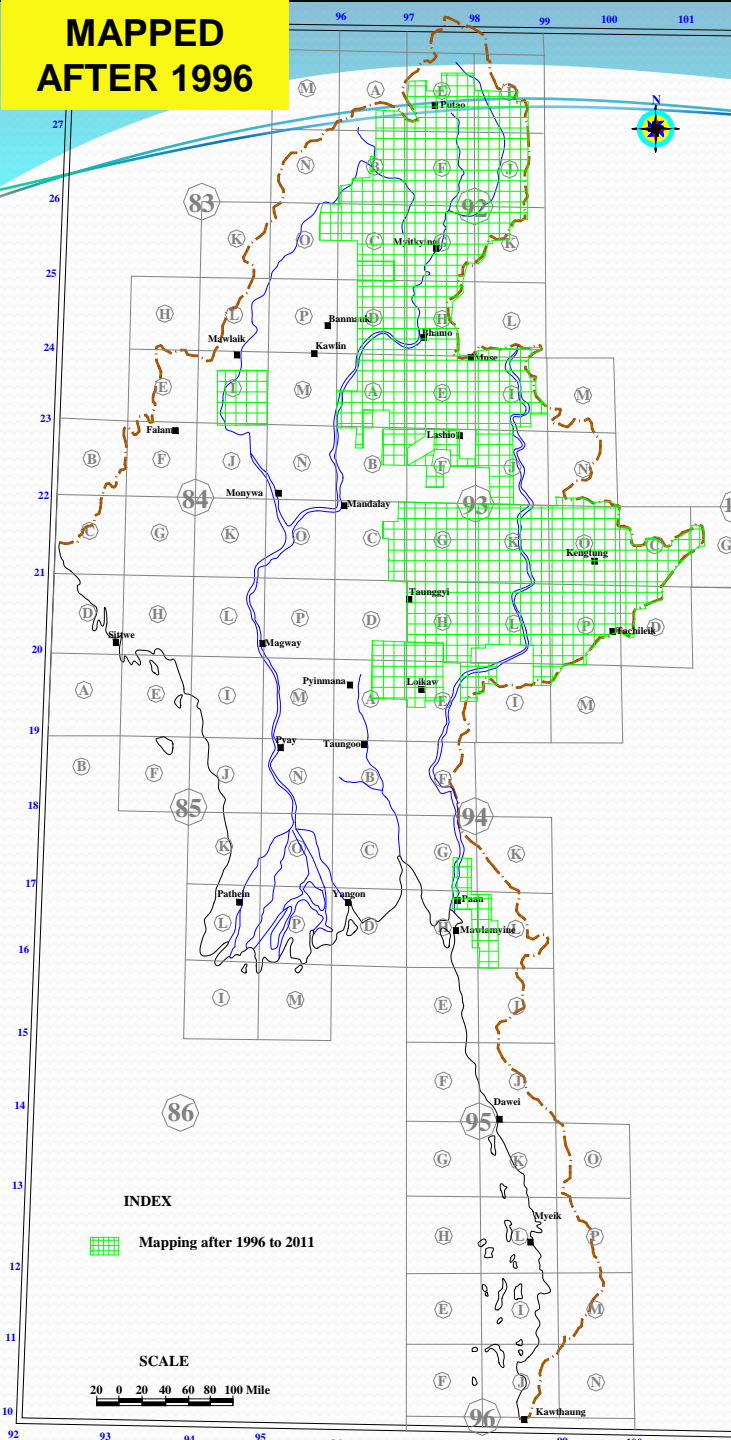 MAPPED
AFTER 1996
96 97 98 99 100 101
27
26
25
24
23
22
21
20
19
18
17
16
15
14
13
12
11
10
M A E D
Putao
N B F J
83 92
K O C K
Myitkyina
H L P D H L
Banmauk
Bhamo
Mawlaik Kawlin Muse
E I M A E I M
Falam Lashio
B F J N B F J N
84 93
Monywa Mandalay
C G K O C G K O C G
Kengtung
Taunggyi
D H L P D H L P D
Sittwe Magway Tachileik
Pyinmana Loikaw
A E I M A E I M
Pyay Taungoo
B F J N B F
85 94
K O C G K
Pathein Yangon Paan
L P D H L
Mawlamyine
I M E I
F J
Dawei
86 95
G K O
Myeik
H L P
E I M
F J N
96
Kawthaung
N
INDEX
Mapping after 1996 to 2011
SCALE
20 0 20 40 60 80 100 Mile
92 93 94 95